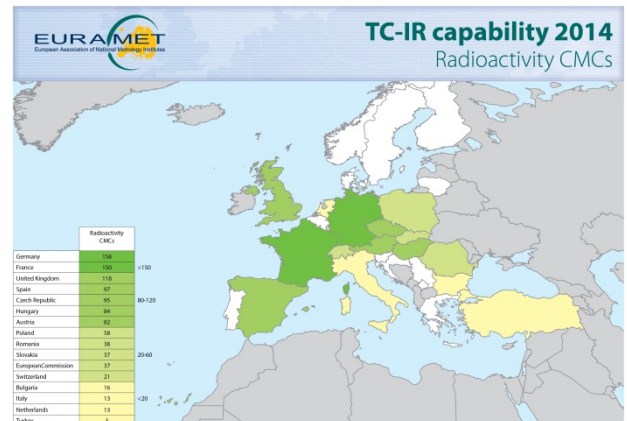 EURAMET
European Association of National Metrology Institutes
TC-IR capability 2014
Radioactivity CMCs
Radioactivity
CMCs
Germany 158
France 150 >150
United Kingdom 118
Spain 97
Czech Republic 95 80-120
Hungary 84
Austria 82
Poland 58
Romania 38
Slovakia 37 20-60
EuropeanCommission 37
Switzerland 21
Bulgaria 16
Italy 13 <20
Netherlands 13
Turkey 3